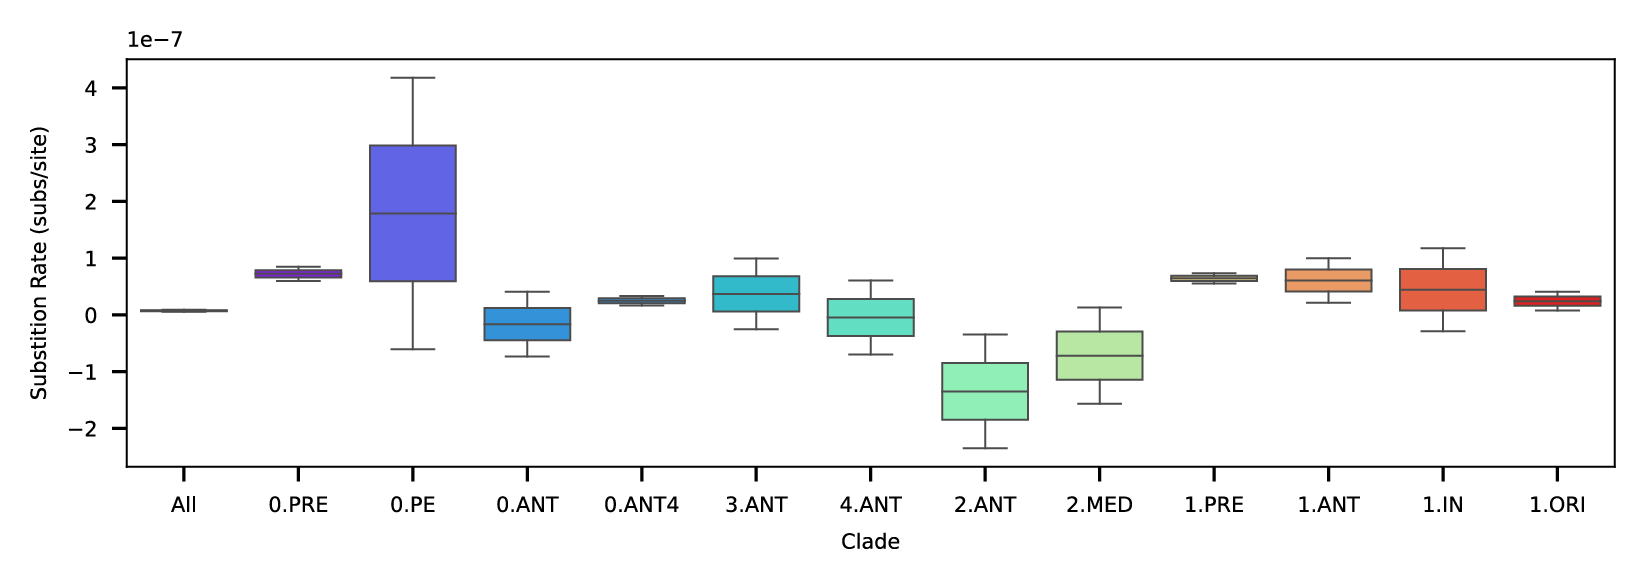 1e−7
4
3
2
1
0
−1
−2
Substion Rate (subs/site)
All 0.PRE 0.PE 0.ANT 0.ANT4 3.ANT 4.ANT 2.ANT 2.MED 1.PRE 1.ANT 1.IN 1.ORI
Clade